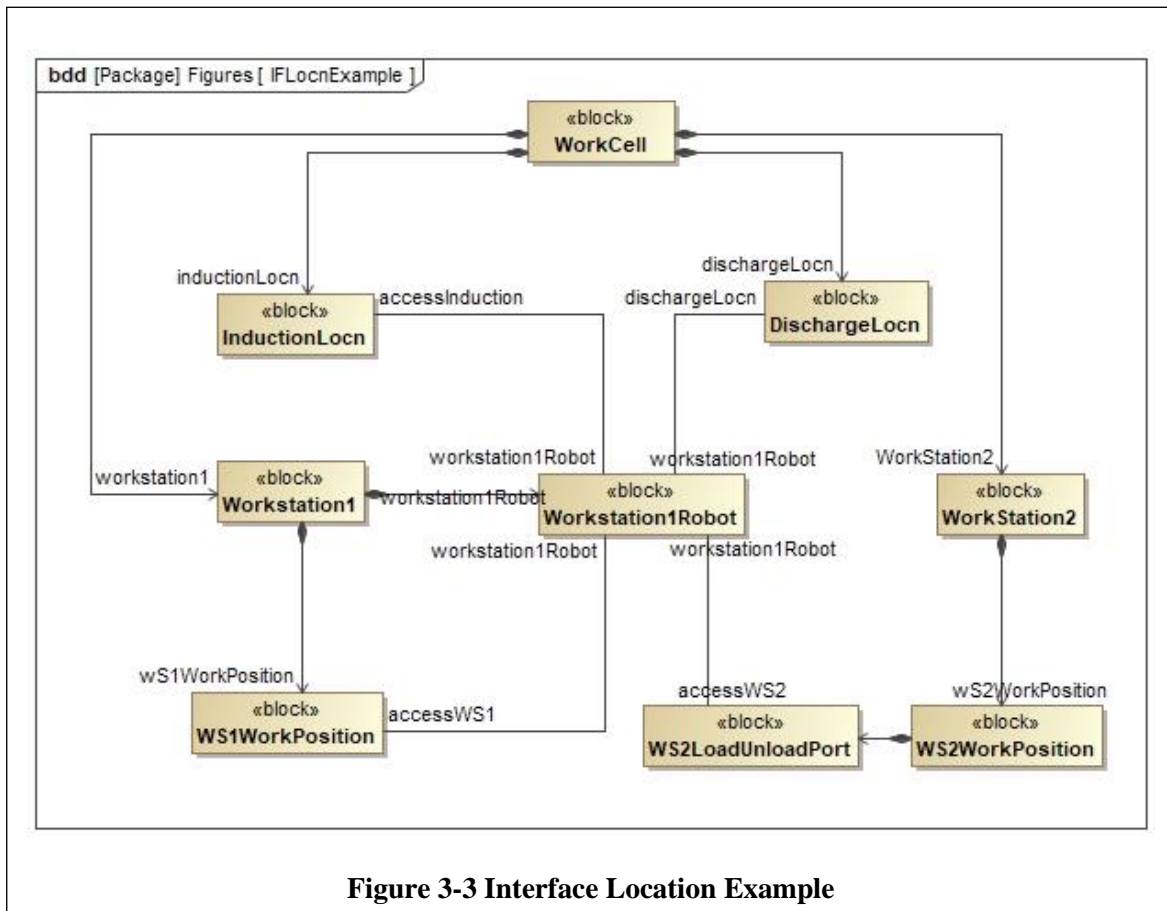 bdd [Package] Figures [ IFLocnExample ]
«block»
WorkCell
inductionLocn
dischargeLocn
«block»
InductionLocn
accessInduction
dischargeLocn
«block»
DischargeLocn
workstation1
«block»
Workstation1
workstation1Robot
workstation1Robot
workstation1Robot
«block»
Workstation1Robot
WorkStation2
«block»
WorkStation2
workstation1Robot
workstation1Robot
wS1WorkPosition
«block»
WS1WorkPosition
accessWS1
accessWS2
«block»
WS2LoadUnloadPort
wS2WorkPosition
«block»
WS2WorkPosition
Figure 3-3 Interface Location Example